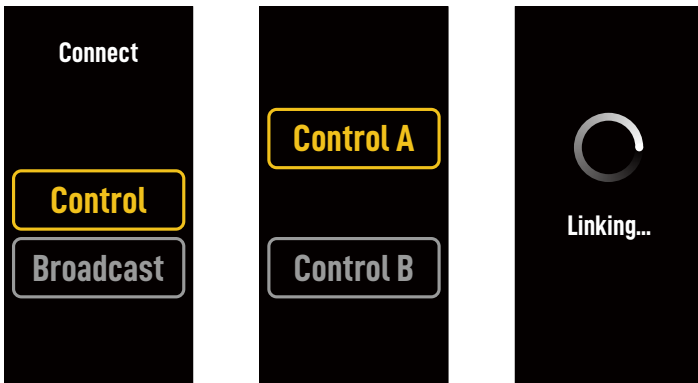 Connect
Control
Broadcast
Control A
Control B
Linking...